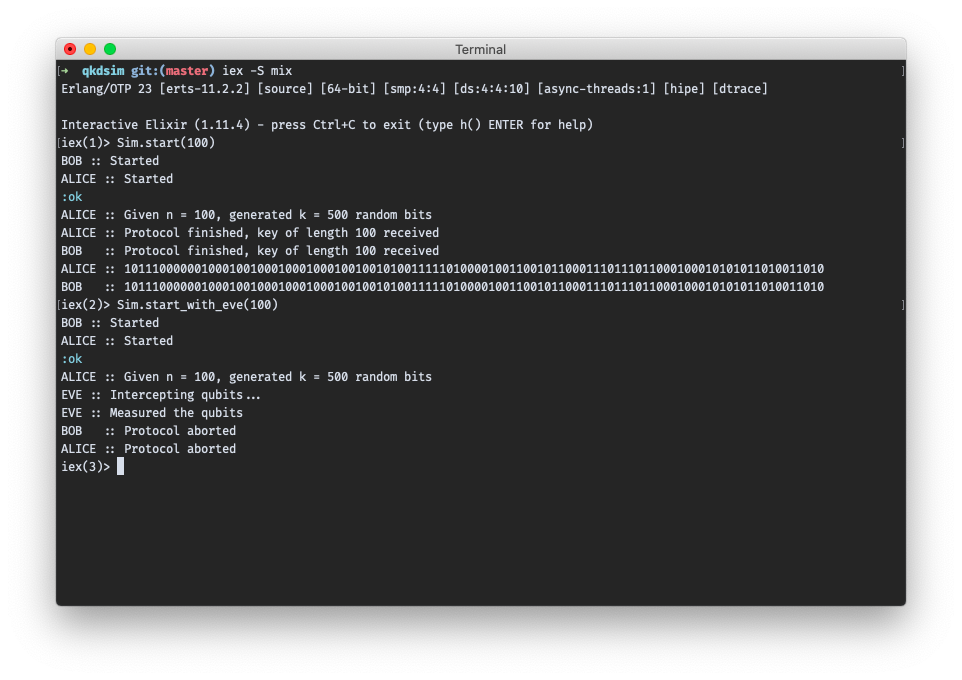 Terminal
[→  qkdsim git:(master) iex -S mix ]
Erlang/OTP 23 [erts-11.2.2] [source] [64-bit] [smp:4:4] [ds:4:4:10] [async-threads:1] [hipe] [dtrace]
Interactive Elixir (1.11.4) - press Ctrl+C to exit (type h() ENTER for help)
[iex(1)> Sim.start(100) ]
BOB :: Started
ALICE :: Started
:ok
ALICE :: Given n = 100, generated k = 500 random bits
ALICE :: Protocol finished, key of length 100 received
BOB   :: Protocol finished, key of length 100 received
ALICE :: 1011100000010001001000100010001001001010011111010000100110010110001110111011000100010101011010011010
BOB   :: 1011100000010001001000100010001001001010011111010000100110010110001110111011000100010101011010011010
[iex(2)> Sim.start_with_eve(100) ]
BOB :: Started
ALICE :: Started
:ok
ALICE :: Given n = 100, generated k = 500 random bits
EVE :: Intercepting qubits...
EVE :: Measured the qubits
BOB   :: Protocol aborted
ALICE :: Protocol aborted
iex(3)>